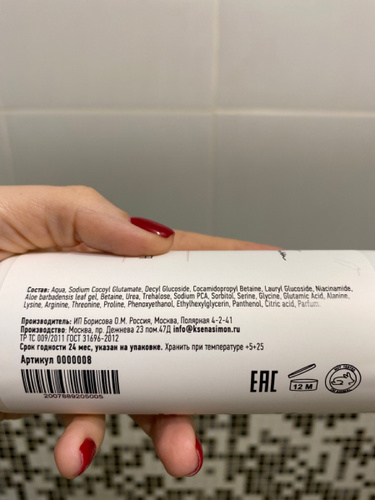 Состав: Aqua, Sodium Cocoyl Glutamate, Decyl Glucoside, Cocamidopropyl Betaine, Lauryl Glucoside, Niacinamide,
Aloe barbadensis leaf gel, Betaine, Urea, Trehalose, Sodium PCA, Sorbitol, Serine, Glycine, Glutamic Acid, Alanine,
Lysine, Arginine, Threonine, Proline, Phenoxyethanol, Ethylhexylglycerin, Panthenol, Citric acid, Parfum.
Производитель: ИП Борисова О.М. Россия, Москва, Полярная 4-2-41
Производство: Москва, пр. Дежнева 23 пом.47Д info@ksenasimon.ru
ТР ТС 009/2011 ГОСТ 31696-2012
Срок годности 24 мес, указан на упаковке. Хранить при температуре +5+25
Артикул 0000008
2007889205005
EAC
12 M